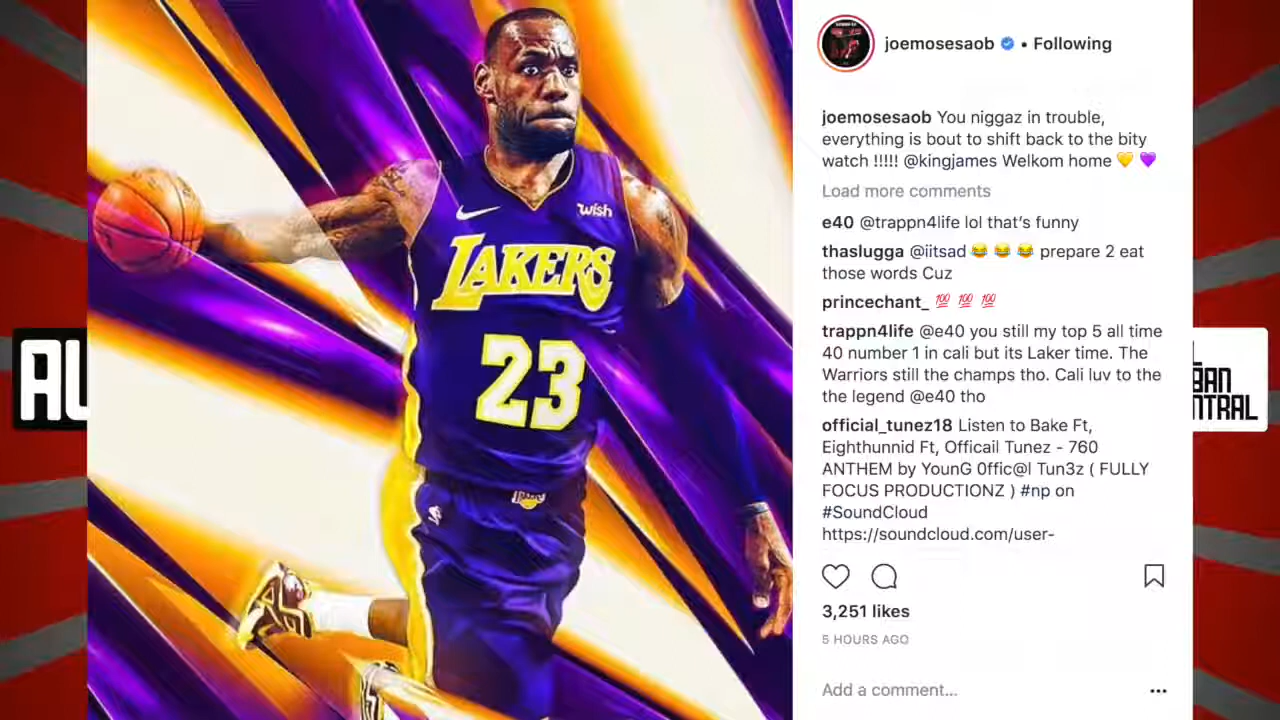 joemosesaob • Following
joemosesaob You niggaz in trouble,
everything is bout to shift back to the bity
watch !!!!! @kingjames Welkom home 💛 💜
Load more comments
e40 @trappn4life lol that's funny
thaslugga @iitsad 😂 😂 😂 prepare 2 eat
those words Cuz
princechant_ 💯 💯 💯
trappn4life @e40 you still my top 5 all time
40 number 1 in cali but its Laker time. The
Warriors still the champs tho. Cali luv to the
the legend @e40 tho
official_tunez18 Listen to Bake Ft,
Eighthunnid Ft, Officail Tunez - 760
ANTHEM by YounG 0ffic@l Tun3z ( FULLY
FOCUS PRODUCTIONZ ) #np on
#SoundCloud
https://soundcloud.com/user-
3,251 likes
5 HOURS AGO
Add a comment...
wish
LAKERS
23